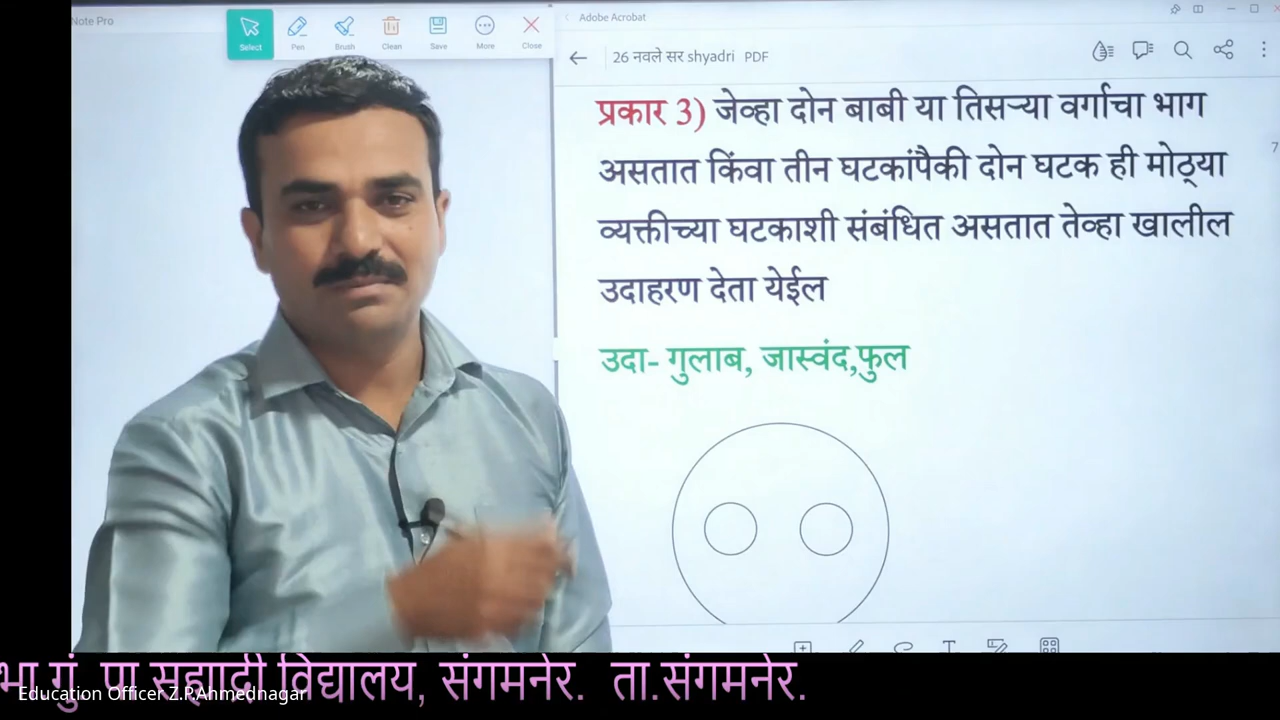 Note Pro
Select Pen Brush Clean Save More Close
Adobe Acrobat
26 नवले सर shyadri PDF
प्रकार 3) जेव्हा दोन बाबी या तिसऱ्या वर्गाचा भाग
असतात किंवा तीन घटकांपैकी दोन घटक ही मोठ्या
व्यक्तीच्या घटकाशी संबंधित असतात तेव्हा खालील
उदाहरण देता येईल
उदा- गुलाब, जास्वंद,फुल
7
भा.गुं. पा सह्याद्री विद्यालय, संगमनेर. ता.संगमनेर.
Education Officer Z.P.Ahmednagar